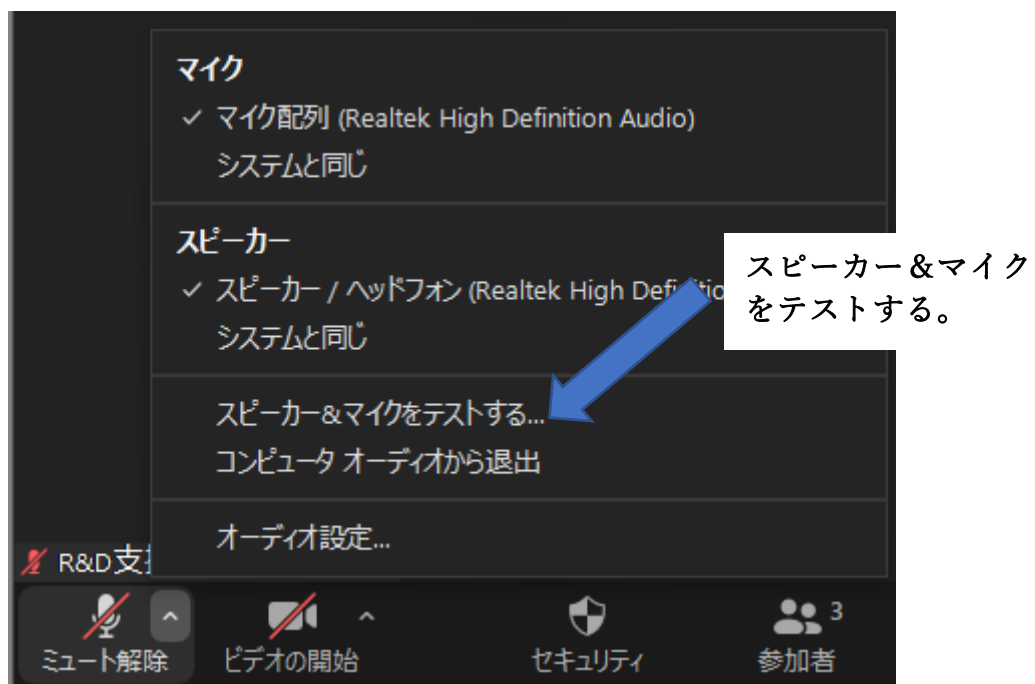 マイク
✓ マイク配列 (Realtek High Definition Audio)
システムと同じ
スピーカー
✓ スピーカー / ヘッドフォン (Realtek High
システムと同じ
スピーカー&マイク
をテストする。
スピーカー&マイクをテストする...
コンピュータ オーディオから退出
オーディオ設定...
R&D支
ミュート解除
ビデオの開始
セキュリティ
3
参加者